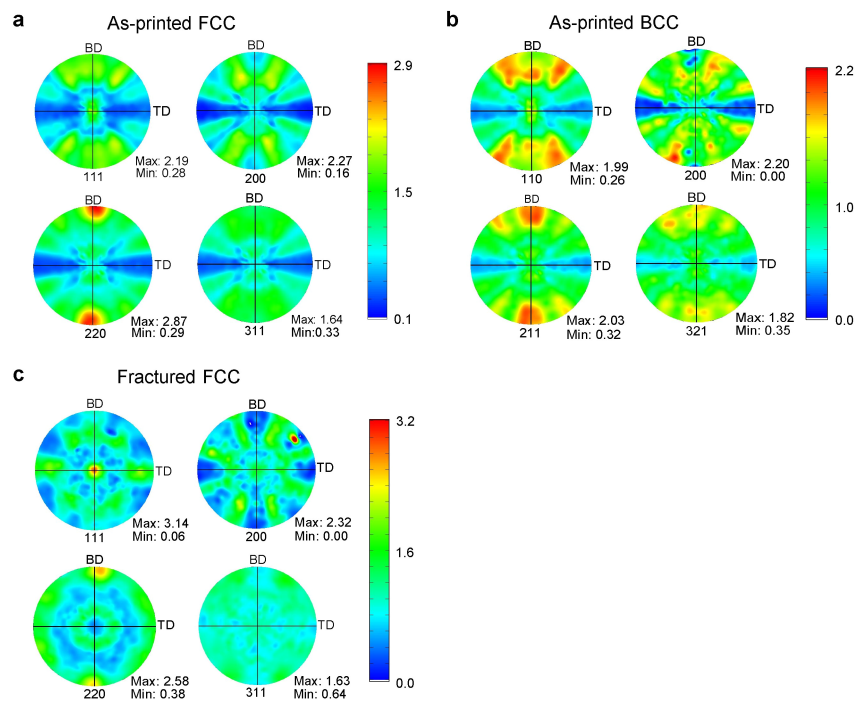 a As-printed FCC
BD
BD
2.9
TD
TD
111
Max: 2.19
Min: 0.28
200
Max: 2.27
Min: 0.16
1.5
BD
BD
TD
TD
220
Max: 2.87
Min: 0.29
311
Max: 1.64
Min:0.33
0.1
b As-printed BCC
BD
BD
2.2
TD
TD
110
Max: 1.99
Min: 0.26
200
Max: 2.20
Min: 0.00
1.0
BD
BD
TD
TD
211
Max: 2.03
Min: 0.32
321
Max: 1.82
Min: 0.35
0.0
c Fractured FCC
BD
BD
3.2
TD
TD
111
Max: 3.14
Min: 0.06
200
Max: 2.32
Min: 0.00
1.6
BD
BD
TD
TD
220
Max: 2.58
Min: 0.38
311
Max: 1.63
Min: 0.64
0.0